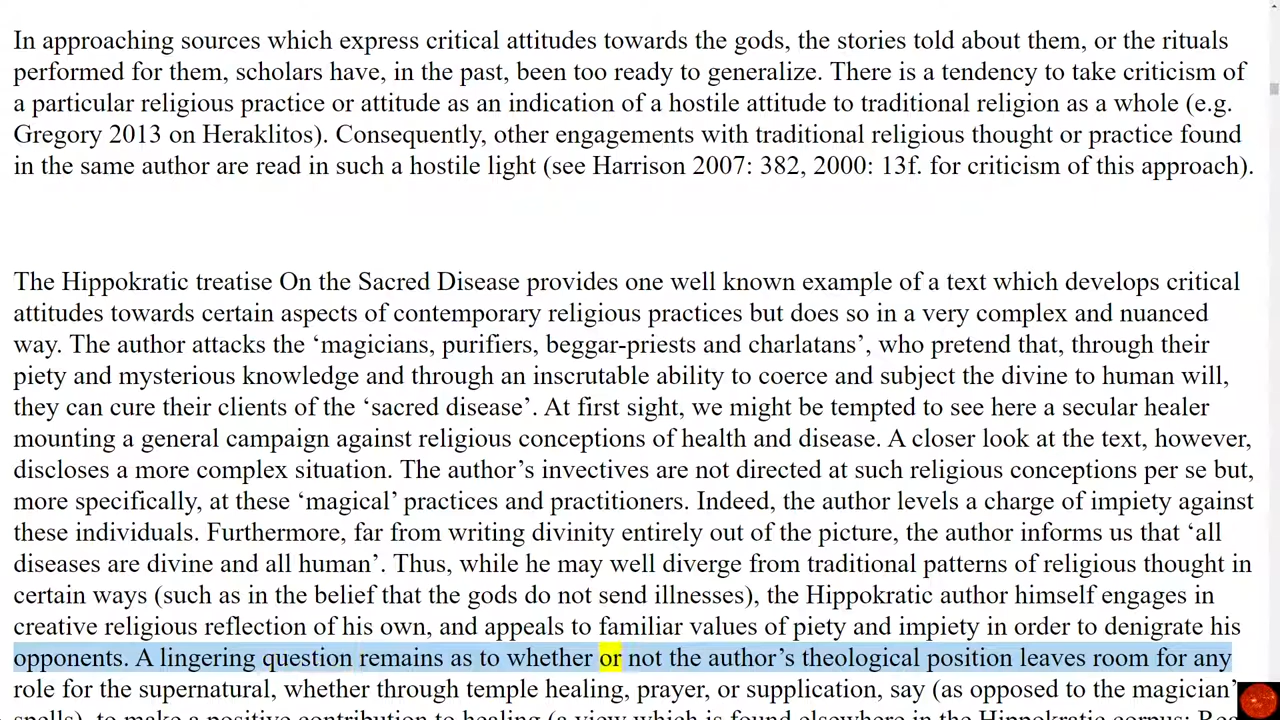 In approaching sources which express critical attitudes towards the gods, the stories told about them, or the rituals
performed for them, scholars have, in the past, been too ready to generalize. There is a tendency to take criticism of
a particular religious practice or attitude as an indication of a hostile attitude to traditional religion as a whole (e.g.
Gregory 2013 on Heraklitos). Consequently, other engagements with traditional religious thought or practice found
in the same author are read in such a hostile light (see Harrison 2007: 382, 2000: 13f. for criticism of this approach).
The Hippokratic treatise On the Sacred Disease provides one well known example of a text which develops critical
attitudes towards certain aspects of contemporary religious practices but does so in a very complex and nuanced
way. The author attacks the ‘magicians, purifiers, beggar-priests and charlatans’, who pretend that, through their
piety and mysterious knowledge and through an inscrutable ability to coerce and subject the divine to human will,
they can cure their clients of the ‘sacred disease’. At first sight, we might be tempted to see here a secular healer
mounting a general campaign against religious conceptions of health and disease. A closer look at the text, however,
discloses a more complex situation. The author’s invectives are not directed at such religious conceptions per se but,
more specifically, at these ‘magical’ practices and practitioners. Indeed, the author levels a charge of impiety against
these individuals. Furthermore, far from writing divinity entirely out of the picture, the author informs us that ‘all
diseases are divine and all human’. Thus, while he may well diverge from traditional patterns of religious thought in
certain ways (such as in the belief that the gods do not send illnesses), the Hippokratic author himself engages in
creative religious reflection of his own, and appeals to familiar values of piety and impiety in order to denigrate his
opponents. A lingering question remains as to whether or not the author’s theological position leaves room for any
role for the supernatural, whether through temple healing, prayer, or supplication, say (as opposed to the magician’
spells), to make a positive contribution to healing (a view which is found elsewhere in the Hippokratic corpus: